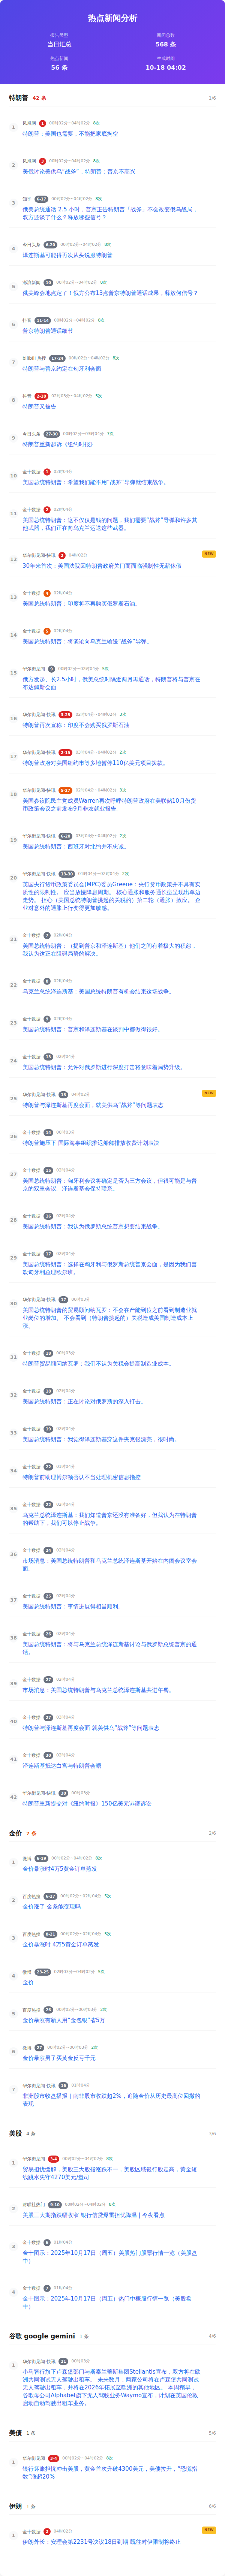 热点新闻分析
报告类型
新闻总数
当日汇总
568 条
热点新闻
生成时间
56 条
10-18 04:02
特朗普 42 条 1/6
1 凤凰网 1
特朗普：美国也需要，不能把家底掏空
2 凤凰网
美俄讨论美供乌"战斧"，特朗普：普京不高兴
3 知乎
俄美总统通话 2.5 小时，普京正告特朗普「战斧」不会改变俄乌战局，
双方还谈了什么？释放哪些信号？
4 今日头条
泽连斯基可能得再次从头说服特朗普
5 澎湃新闻
俄美峰会地点定了！俄方公布13点普京特朗普通话成果，释放何信号？
6 抖音
普京特朗普通话细节
7 bilibili 热搜
特朗普与普京约定在匈牙利会面
8 抖音
特朗普又被告
9 今日头条
特朗普重新起诉《纽约时报》
10 金十数据
美国总统特朗普：希望我们能不用"战斧"导弹就结束战争。
11 金十数据
美国总统特朗普：这不仅仅是钱的问题，我们需要"战斧"导弹和许多其
他武器，我们正在向乌克兰运送这些武器。
12 华尔街见闻-快讯 NEW
30年来首次：美国法院因特朗普政府关门而面临强制性无薪休假
13 金十数据
美国总统特朗普：印度将不再购买俄罗斯石油。
14 金十数据
美国总统特朗普：将谈论向乌克兰输送"战斧"导弹。
15 华尔街见闻
俄方发起、长2.5小时，俄美总统时隔近两月再通话，特朗普将与普京在
布达佩斯会面
16 华尔街见闻-快讯
特朗普再次宣称：印度不会购买俄罗斯石油
17 华尔街见闻-快讯
特朗普政府对美国纽约市等多地暂停110亿美元项目拨款。
18 华尔街见闻-快讯
美国参议院民主党成员Warren再次呼吁特朗普政府在美联储10月份货
币政策会议之前发布9月非农就业报告。
19 华尔街见闻-快讯
美国总统特朗普：西班牙对北约并不忠诚。
20 华尔街见闻-快讯
英国央行货币政策委员会(MPC)委员Greene：央行货币政策并不具有实
质性的限制性。 应当放慢降息周期。 核心通胀和服务通长痘呈现出单边
走势。 担心（美国总统特朗普挑起的关税的）第二轮（通胀）效应。 企
业对意外的通胀上行变得更加敏感。
21 金十数据
美国总统特朗普：（提到普京和泽连斯基）他们之间有着极大的积怨，
我认为这正在阻碍局势的解决。
22 金十数据
乌克兰总统泽连斯基：美国总统特朗普有机会结束这场战争。
23 金十数据
美国总统特朗普：普京和泽连斯基在谈判中都做得很好。
24 金十数据
美国总统特朗普：允许对俄罗斯进行深度打击将意味着局势升级。
25 华尔街见闻-快讯 NEW
特朗普与泽连斯基再度会面，就美供乌"战斧"等问题表态
26 金十数据
特朗普施压下 国际海事组织推迟船舶排放收费计划表决
27 金十数据
美国总统特朗普：匈牙利会议将确定是否为三方会议，但很可能是与普
京的双重会议。泽连斯基会保持联系。
28 金十数据
美国总统特朗普：我认为俄罗斯总统普京想要结束战争。
29 金十数据
美国总统特朗普：选择在匈牙利与俄罗斯总统普京会面，是因为我们喜
欢匈牙利总理欧尔班。
30 华尔街见闻-快讯
美国总统特朗普的贸易顾问纳瓦罗：不会在产能到位之前看到制造业就
业岗位的增加。 不会看到（特朗普挑起的）关税造成美国制造成本上
涨。
31 金十数据
特朗普贸易顾问纳瓦罗：我们不认为关税会提高制造业成本。
32 金十数据
美国总统特朗普：正在讨论对俄罗斯的深入打击。
33 金十数据
美国总统特朗普：我觉得泽连斯基穿这件夹克很漂亮，很时尚。
34 金十数据
特朗普前助理博尔顿否认不当处理机密信息指控
35 金十数据
乌克兰总统泽连斯基：我们知道普京还没有准备好，但我认为在特朗普
的帮助下，我们可以停止战争。
36 金十数据
市场消息：美国总统特朗普和乌克兰总统泽连斯基开始在内阁会议室会
面。
37 金十数据
美国总统特朗普：事情进展得相当顺利。
38 金十数据
美国总统特朗普：将与乌克兰总统泽连斯基讨论与俄罗斯总统普京的通
话。
39 金十数据
市场消息：美国总统特朗普与乌克兰总统泽连斯基共进午餐。
40 金十数据
特朗普与泽连斯基再度会面 就美供乌"战斧"等问题表态
41 金十数据
泽连斯基抵达白宫与特朗普会晤
42 华尔街见闻-快讯
特朗普重新提交对《纽约时报》150亿美元诽谤诉讼
金价 7 条 2/6
1 微博
金价暴涨时4万5黄金订单蒸发
2 百度热搜
金价涨了 金条能变现吗
3 百度热搜
金价暴涨时 4万5黄金订单蒸发
4 微博
金价
5 百度热搜
金价暴涨有新人用"金包银"省5万
6 微博
金价暴涨男子买黄金反亏千元
7 华尔街见闻-快讯
非洲股市收盘播报｜南非股市收跌超2%，追随金价从历史最高位回撤的
表现
美股 4 条 3/6
1 华尔街见闻
贸易担忧缓解，美股三大股指涨跌不一，美股区域银行股走高，黄金短
线跳水失守4270美元/盎司
2 财联社热门
美股三大期指跌幅收窄 银行信贷爆雷担忧降温丨今夜看点
3 金十数据
金十图示：2025年10月17日（周五）美股热门股票行情一览（美股盘
中）
4 金十数据
金十图示：2025年10月17日（周五）热门中概股行情一览（美股盘
中）
谷歌 google gemini 1 条 4/6
1 华尔街见闻-快讯
小马智行旗下卢森堡部门与斯泰兰蒂斯集团Stellantis宣布，双方将在欧
洲共同测试无人驾驶出租车。 未来数月，两家公司将在卢森堡共同测试
无人驾驶出租车，并将在2026年拓展至欧洲的其他地区。 本周稍早，
谷歌母公司Alphabet旗下无人驾驶业务Waymo宣布，计划在英国伦敦
启动自动驾驶出租车业务。
美债 1 条 5/6
1 华尔街见闻
银行坏账担忧冲击美股，黄金首次升破4300美元，美债拉升，"恐慌指
数"涨超20%
伊朗 1 条 6/6
1 金十数据 NEW
伊朗外长：安理会第2231号决议18日到期 既往对伊限制将终止